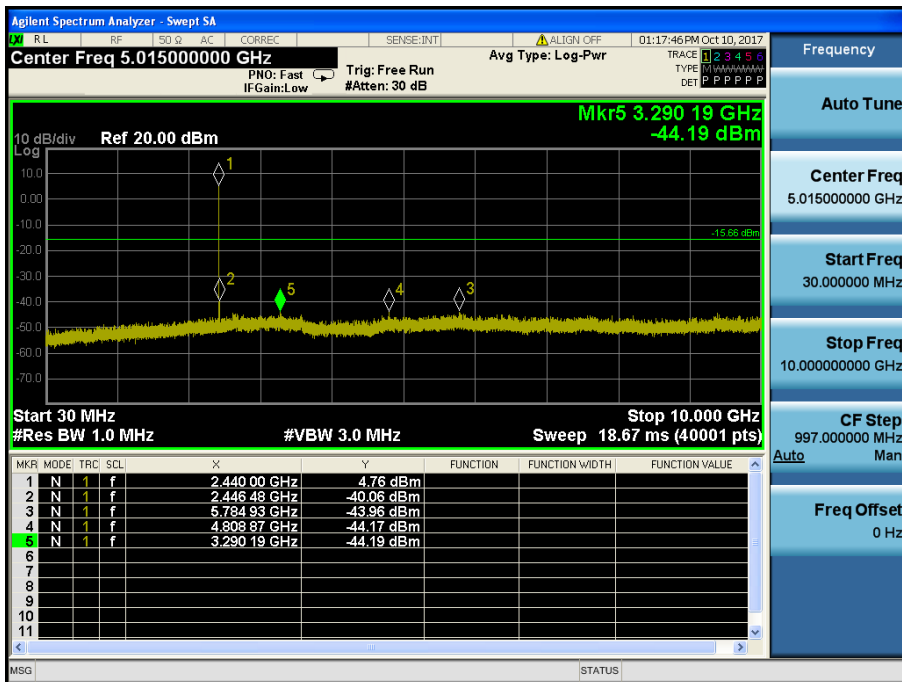 Agilent Spectrum Analyzer - Swept SA
LXI RL RF 50 Ω AC CORREC SENSE:INT ALIGN OFF 01:17:46 PM Oct 10, 2017
Center Freq 5.015000000 GHz
PNO: Fast
IFGain:Low
Trig: Free Run
#Atten: 30 dB
Avg Type: Log-Pwr
TRACE 1 2 3 4 5 6
TYPE M W W W W W
DET P P P P P P
Mkr5 3.290 19 GHz
-44.19 dBm
10 dB/div Ref 20.00 dBm
Log
10.0
0.00
-10.0
-20.0
-30.0
-40.0
-50.0
-60.0
-70.0
1
2
5
4
3
-15.66 dBm
Start 30 MHz Stop 10.000 GHz
#Res BW 1.0 MHz #VBW 3.0 MHz Sweep 18.67 ms (40001 pts)
MKR MODE TRC SCL X Y FUNCTION FUNCTION WIDTH FUNCTION VALUE
1 N 1 f 2.440 00 GHz 4.76 dBm
2 N 1 f 2.446 48 GHz -40.06 dBm
3 N 1 f 5.784 93 GHz -43.96 dBm
4 N 1 f 4.808 87 GHz -44.17 dBm
5 N 1 f 3.290 19 GHz -44.19 dBm
6
7
8
9
10
11
MSG STATUS
Frequency
Auto Tune
Center Freq
5.015000000 GHz
Start Freq
30.000000 MHz
Stop Freq
10.000000000 GHz
CF Step
997.000000 MHz
Auto Man
Freq Offset
0 Hz